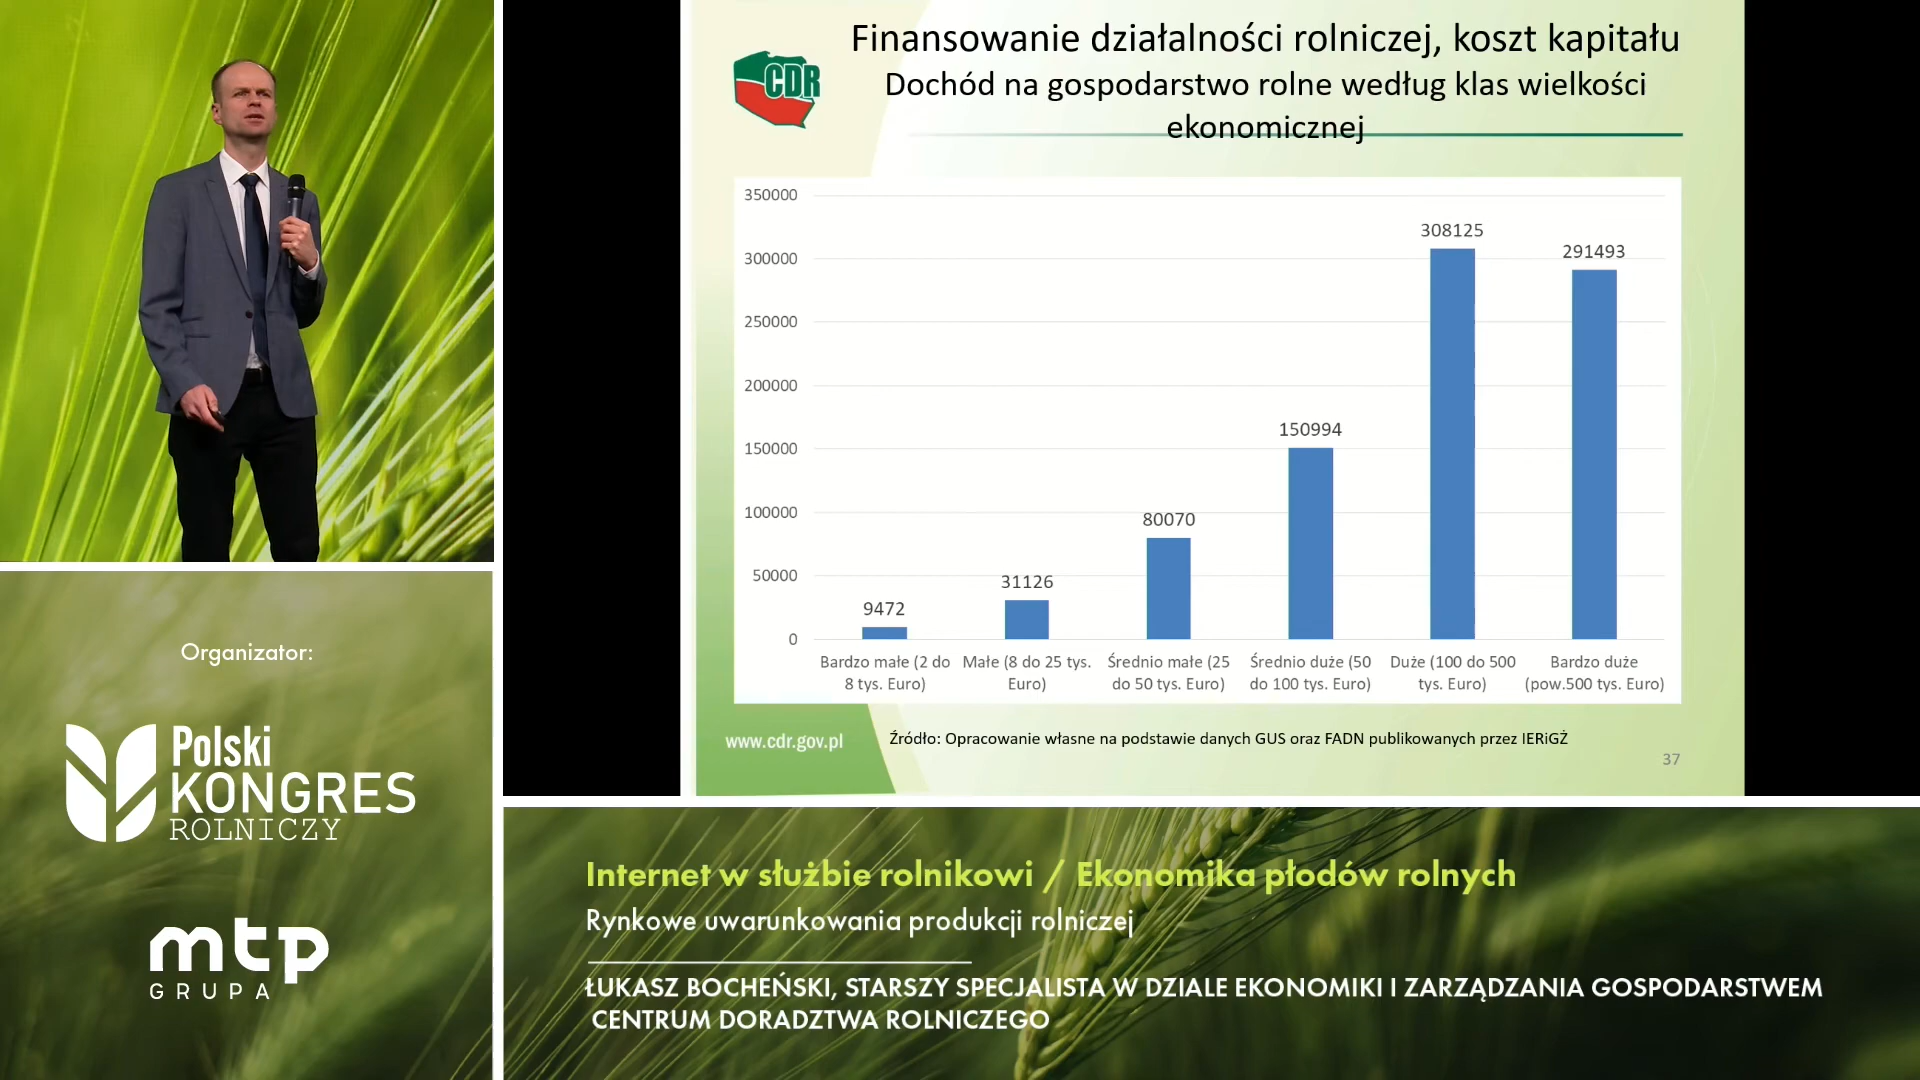 Finansowanie działalności rolniczej, koszt kapitału
Dochód na gospodarstwo rolne według klas wielkości
ekonomicznej
CDR
350000
300000
250000
200000
150000
100000
50000
0
9472
31126
80070
150994
308125
291493
Bardzo małe (2 do
8 tys. Euro)
Małe (8 do 25 tys.
Euro)
Średnio małe (25
do 50 tys. Euro)
Średnio duże (50
do 100 tys. Euro)
Duże (100 do 500
tys. Euro)
Bardzo duże
(pow.500 tys. Euro)
www.cdr.gov.pl
Źródło: Opracowanie własne na podstawie danych GUS oraz FADN publikowanych przez IERiGŻ
37
Organizator:
Polski
KONGRES
ROLNICZY
mtp
GRUPA
Internet w służbie rolnikowi / Ekonomika płodów rolnych
Rynkowe uwarunkowania produkcji rolniczej
ŁUKASZ BOCHEŃSKI, STARSZY SPECJALISTA W DZIALE EKONOMIKI I ZARZĄDZANIA GOSPODARSTWEM
CENTRUM DORADZTWA ROLNICZEGO